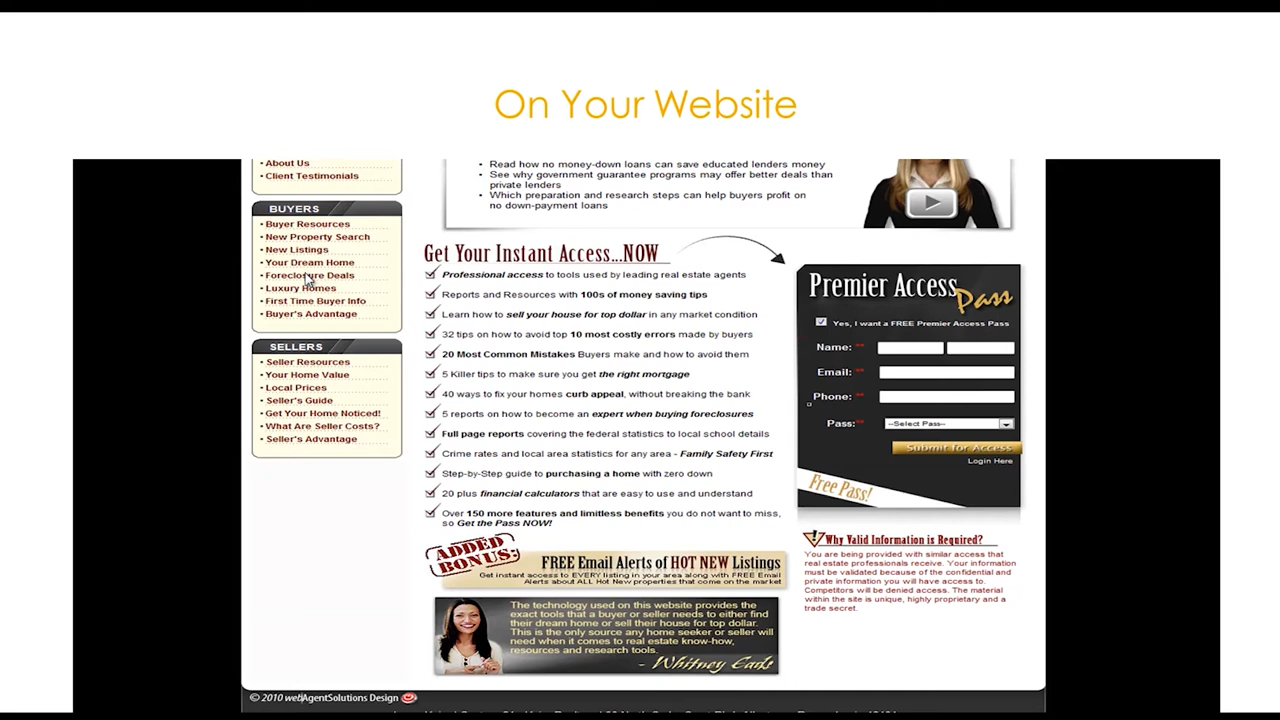 On Your Website
About Us
Client Testimonials
BUYERS
Buyer Resources
New Property Search
New Listings
Your Dream Home
Foreclosure Deals
Luxury Homes
First Time Buyer Info
Buyer's Advantage
SELLERS
Seller Resources
Your Home Value
Local Prices
Seller's Guide
Get Your Home Noticed!
What Are Seller Costs?
Seller's Advantage
Read how no money-down loans can save educated lenders money
See why government guarantee programs may offer better deals than
private lenders
Which preparation and research steps can help buyers profit on
no down-payment loans
Get Your Instant Access...NOW
Professional access to tools used by leading real estate agents
Reports and Resources with 100s of money saving tips
Learn how to sell your house for top dollar in any market condition
32 tips on how to avoid top 10 most costly errors made by buyers
20 Most Common Mistakes Buyers make and how to avoid them
5 Killer tips to make sure you get the right mortgage
40 ways to fix your homes curb appeal, without breaking the bank
5 reports on how to become an expert when buying foreclosures
Full page reports covering the federal statistics to local school details
Crime rates and local area statistics for any area - Family Safety First
Step-by-Step guide to purchasing a home with zero down
20 plus financial calculators that are easy to use and understand
Over 150 more features and limitless benefits you do not want to miss,
so Get the Pass NOW!
ADDED BONUS:
FREE Email Alerts of HOT NEW Listings
Get instant access to EVERY listing in your area along with FREE Email
Alerts about ALL Hot New properties that come on the market
The technology used on this website provides the
exact tools that a buyer or seller needs to either find
their dream home or sell their house for top dollar.
This is the only source any home seeker or seller will
need when it comes to real estate know-how,
resources and research tools.
- Whitney Eads
Premier Access Pass
Yes, I want a FREE Premier Access Pass
Name: **
Email: **
Phone: **
Pass: ** --Select Pass--
Submit for Access
Login Here
Free Pass!
Why Valid Information is Required?
You are being provided with similar access that
real estate professionals receive. Your information
must be validated because of the confidential and
private information you will have access to.
Competitors will be denied access. The material
within the site is unique, highly proprietary and a
trade secret.
© 2010 webAgentSolutions Design